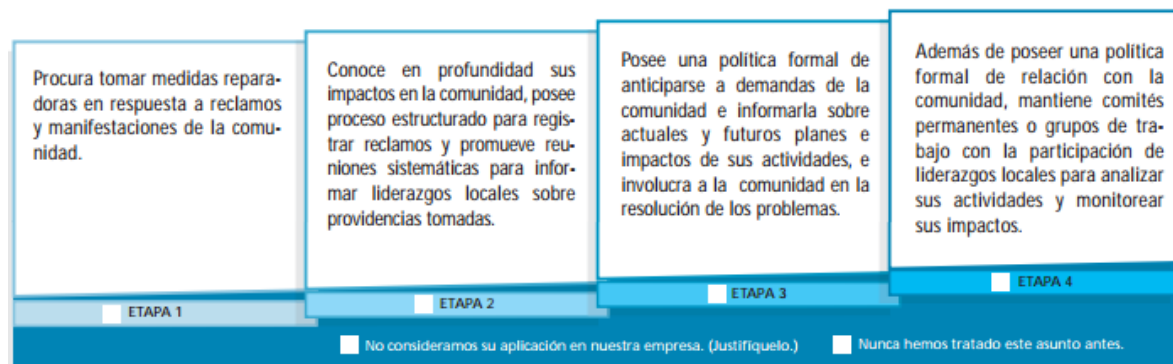 Procura tomar medidas repara-
doras en respuesta a reclamos
y manifestaciones de la comu-
nidad.
ETAPA 1
Conoce en profundidad sus
impactos en la comunidad, posee
proceso estructurado para regis-
trar reclamos y promueve reu-
niones sistemáticas para infor-
mar liderazgos locales sobre
providencias tomadas.
ETAPA 2
Posee una política formal de
anticiparse a demandas de la
comunidad e informarla sobre
actuales y futuros planes e
impactos de sus actividades, e
involucra a la comunidad en la
resolución de los problemas.
ETAPA 3
Además de poseer una política
formal de relación con la
comunidad, mantiene comités
permanentes o grupos de tra-
bajo con la participación de
liderazgos locales para analizar
sus actividades y monitorear
sus impactos.
ETAPA 4
No consideramos su aplicación en nuestra empresa. (Justifíquelo.)
Nunca hemos tratado este asunto antes.